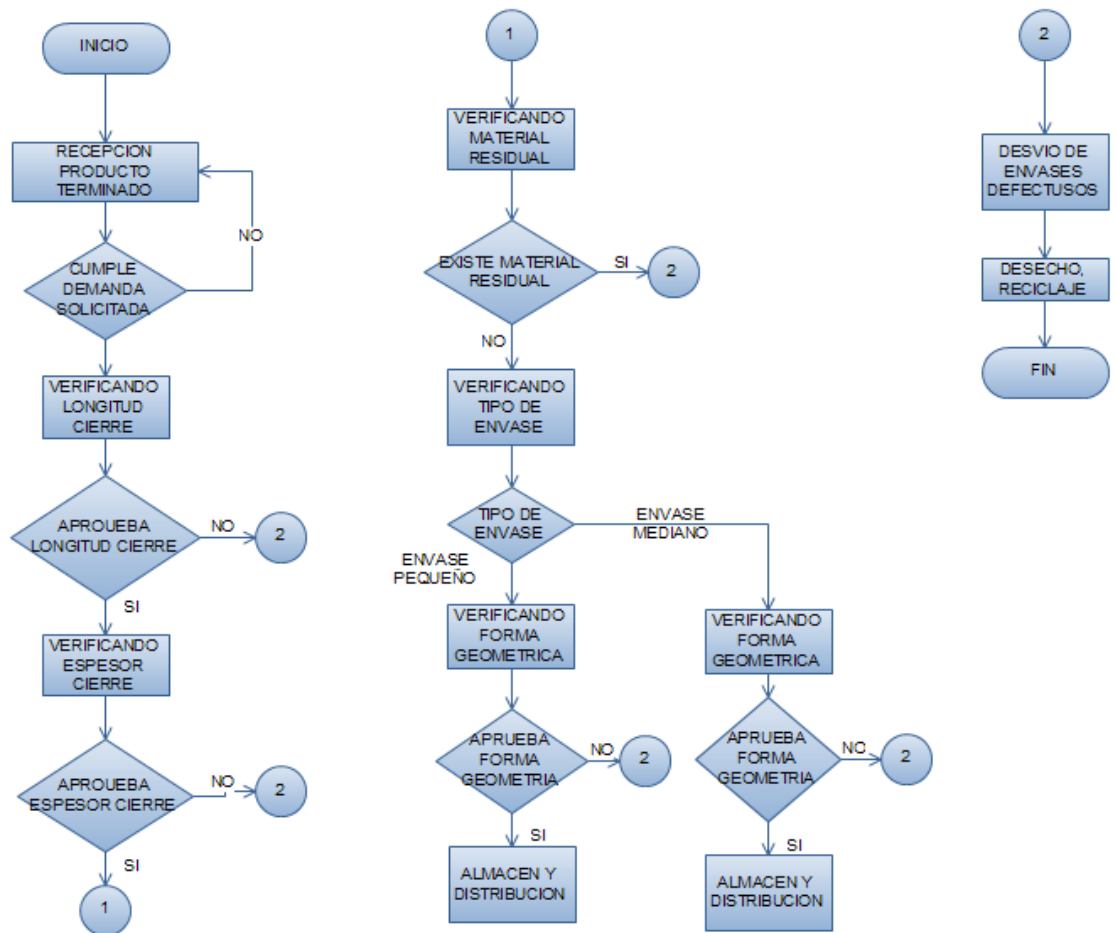 INICIO
RECEPCION
PRODUCTO
TERMINADO
NO
CUMPLE
DEMANDA
SOLICITADA
VERIFICANDO
LONGITUD
CIERRE
APROUEBA
LONGITUD CIERRE
NO
2
SI
VERIFICANDO
ESPESOR
CIERRE
APROUEBA
ESPESOR CIERRE
NO
2
SI
1
1
VERIFICANDO
MATERIAL
RESIDUAL
EXISTE MATERIAL
RESIDUAL
SI
2
NO
VERIFICANDO
TIPO DE
ENVASE
TIPO DE
ENVASE
ENVASE
MEDIANO
ENVASE
PEQUEÑO
VERIFICANDO
FORMA
GEOMETRICA
APRUEBA
FORMA
GEOMETRIA
NO
2
SI
ALMACEN Y
DISTRIBUCION
VERIFICANDO
FORMA
GEOMETRICA
APRUEBA
FORMA
GEOMETRIA
NO
2
SI
ALMACEN Y
DISTRIBUCION
2
DESVIO DE
ENVASES
DEFECTUSOS
DESECHO,
RECICLAJE
FIN